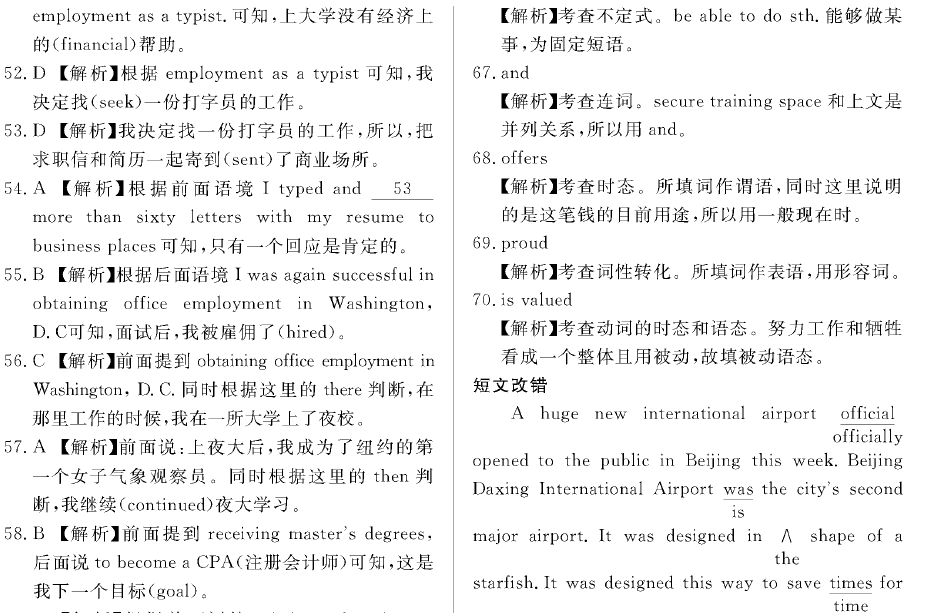 employment as a typist. 可知,上大学没有经济上
的(financial)帮助。
52. D 【解析】根据 employment as a typist 可知,我
决定找(seek)一份打字员的工作。
53. D 【解析】我决定找一份打字员的工作,所以,把
求职信和简历一起寄到(sent)了商业场所。
54. A 【解析】根据前面语境 I typed and 53
more than sixty letters with my resume to
business places 可知,只有一个回应是肯定的。
55. B 【解析】根据后面语境 I was again successful in
obtaining office employment in Washington,
D. C可知,面试后,我被雇佣了(hired)。
56. C 【解析】前面提到 obtaining office employment in
Washington, D. C. 同时根据这里的 there 判断,在
那里工作的时候,我在一所大学上了夜校。
57. A 【解析】前面说:上夜大后,我成为了纽约的第
一个女子气象观察员。同时根据这里的 then 判
断,我继续(continued)夜大学习。
58. B 【解析】前面提到 receiving master's degrees,
后面说 to become a CPA(注册会计师)可知,这是
我下一个目标(goal)。
【解析】考查不定式。be able to do sth. 能够做某
事,为固定短语。
67. and
【解析】考查连词。secure training space 和上文是
并列关系,所以用 and。
68. offers
【解析】考查时态。所填词作谓语,同时这里说明
的是这笔钱的目前用途,所以用一般现在时。
69. proud
【解析】考查词性转化。所填词作表语,用形容词。
70. is valued
【解析】考查动词的时态和语态。努力工作和牺牲
看成一个整体且用被动,故填被动语态。
短文改错
A huge new international airport official
officially
opened to the public in Beijing this week. Beijing
Daxing International Airport was the city's second
is
major airport. It was designed in ∧ shape of a
the
starfish. It was designed this way to save times for
time